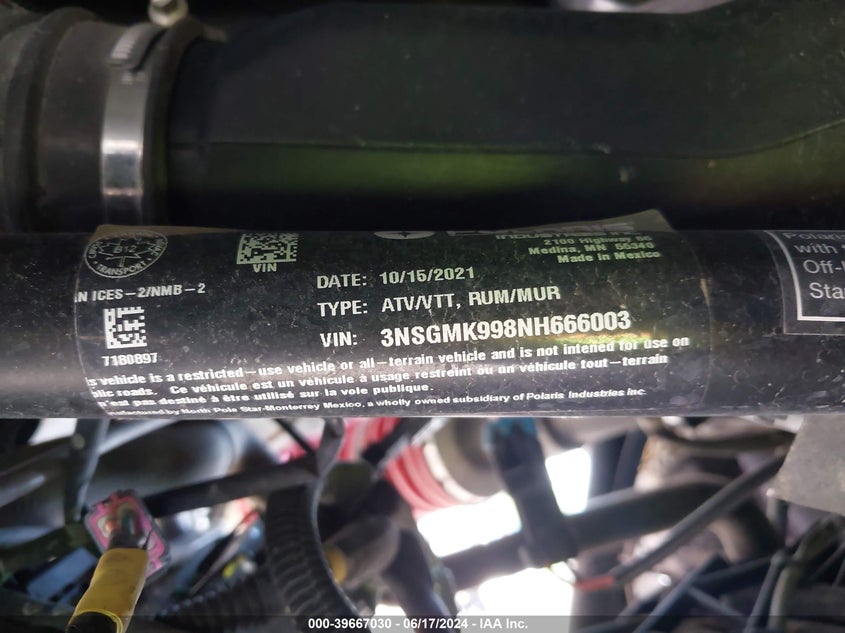 INDUSTRIES
2100 Highway 55
Medina, MN 55340
Made in Mexico
B12
TRANSPORT
VIN
DATE: 10/15/2021
N ICES-2/NMB-2
TYPE: ATV/VTT, RUM/MUR
VIN: 3NSGMK998NH666003
7180897
s vehicle is a restricted-use vehicle or all-terrain vehicle and is not intended for use on
lic roads. Ce véhicule est un véhicule à usage restreint ou un véhicule tout-terrain
'est pas destiné à être utilisé sur la voie publique.
nufactured by North Pole Star-Monterrey Mexico, a wholly owned subsidiary of Polaris Industries Inc.
Polaris
with
Off-
Sta
000-39667030 - 06/17/2024 - IAA Inc.